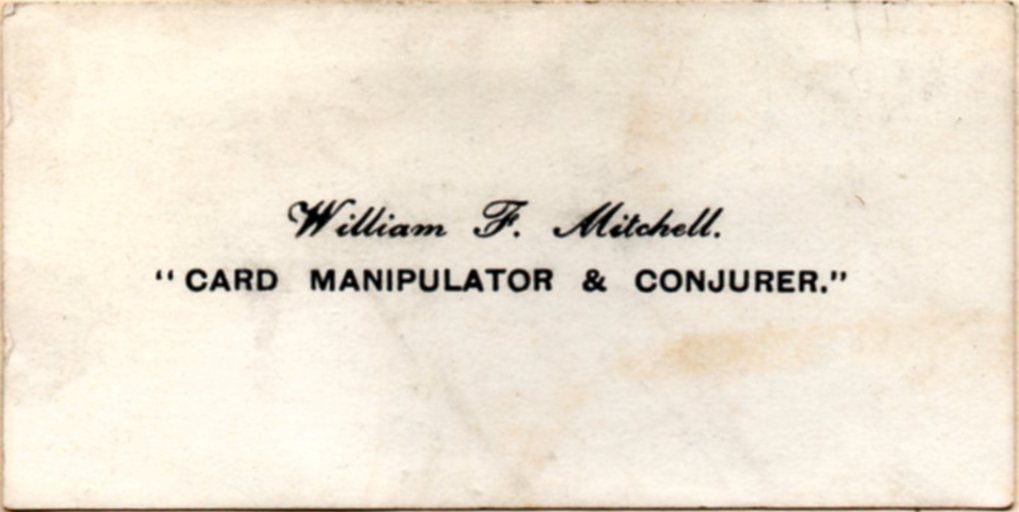 William F. Mitchell.
"CARD MANIPULATOR & CONJURER."